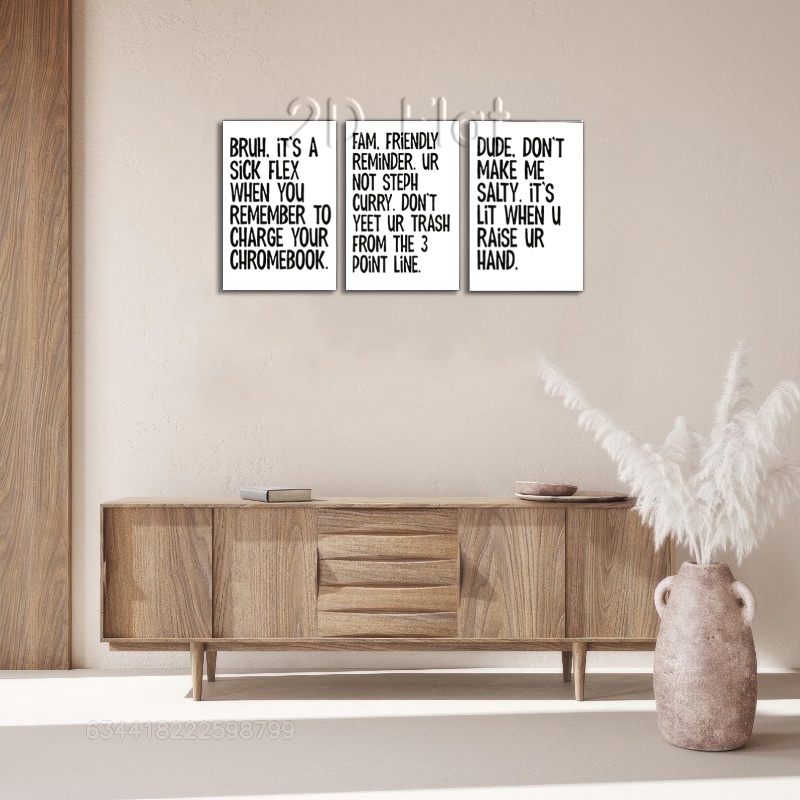 2D Flat
BRUH, iT'S A
SiCK FLEX
WHEN YOU
REMEMBER TO
CHARGE YOUR
CHROMEBOOK.
FAM, FRiENDLY
REMiNDER. UR
NOT STEPH
CURRY. DON'T
YEET UR TRASH
FROM THE 3
POiNT LiNE.
DUDE, DON'T
MAKE ME
SALTY. iT'S
LiT WHEN U
RAiSE UR
HAND.
634418222598799